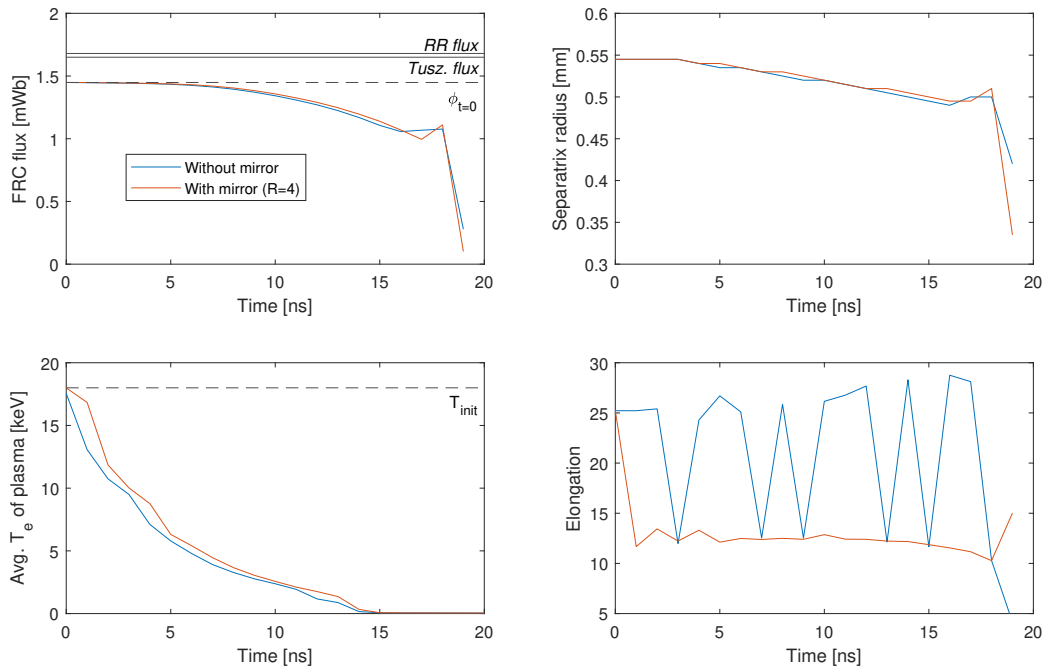 2
1.5
1
0.5
0
FRC flux [mWb]
RR flux
Tusz. flux
ϕt=0
Without mirror
With mirror (R=4)
0 5 10 15 20
Time [ns]
0.6
0.55
0.5
0.45
0.4
0.35
0.3
Separatrix radius [mm]
0 5 10 15 20
Time [ns]
20
15
10
5
0
Avg. Te of plasma [keV]
Tinit
0 5 10 15 20
Time [ns]
30
25
20
15
10
5
Elongation
0 5 10 15 20
Time [ns]